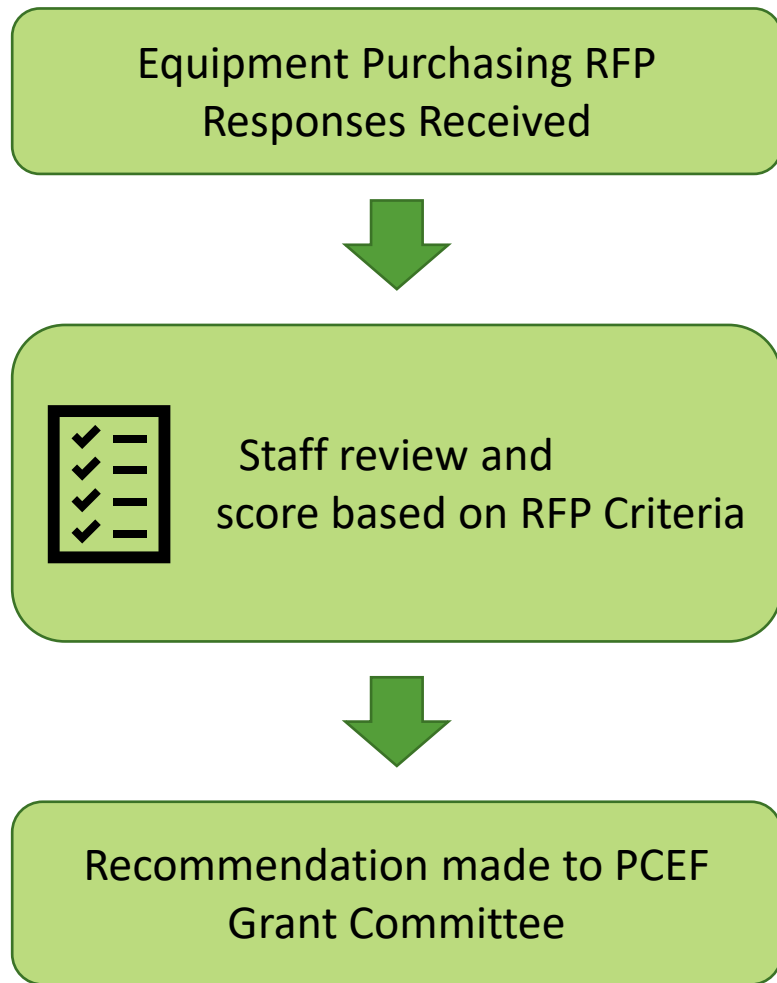 Equipment Purchasing RFP
Responses Received
Staff review and
score based on RFP Criteria
Recommendation made to PCEF
Grant Committee